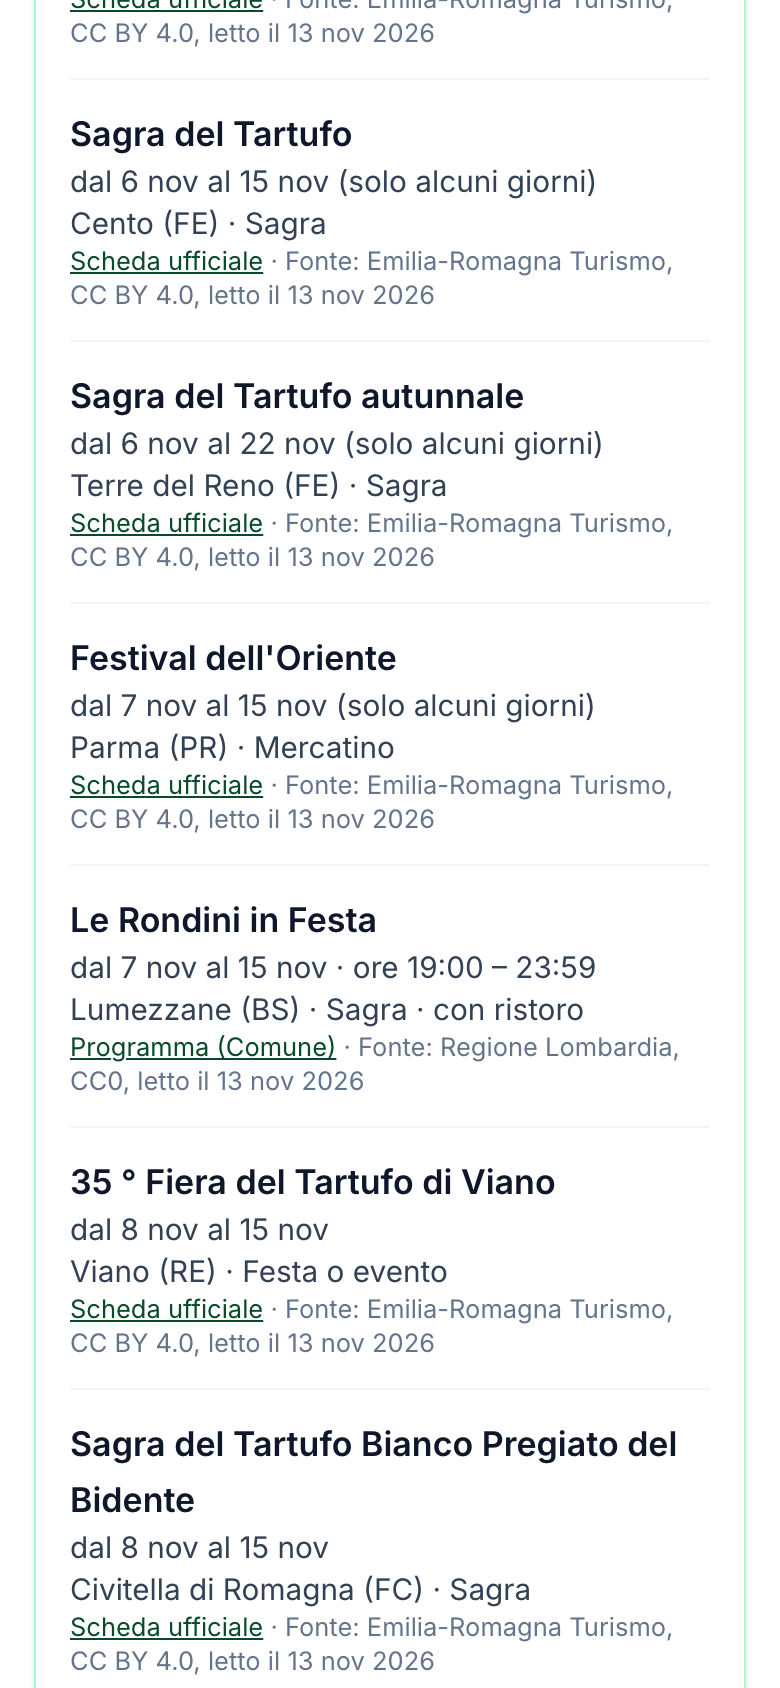 Scheda ufficiale · Fonte: Emilia-Romagna Turismo,
CC BY 4.0, letto il 13 nov 2026
Sagra del Tartufo
dal 6 nov al 15 nov (solo alcuni giorni)
Cento (FE) · Sagra
Scheda ufficiale · Fonte: Emilia-Romagna Turismo,
CC BY 4.0, letto il 13 nov 2026
Sagra del Tartufo autunnale
dal 6 nov al 22 nov (solo alcuni giorni)
Terre del Reno (FE) · Sagra
Scheda ufficiale · Fonte: Emilia-Romagna Turismo,
CC BY 4.0, letto il 13 nov 2026
Festival dell'Oriente
dal 7 nov al 15 nov (solo alcuni giorni)
Parma (PR) · Mercatino
Scheda ufficiale · Fonte: Emilia-Romagna Turismo,
CC BY 4.0, letto il 13 nov 2026
Le Rondini in Festa
dal 7 nov al 15 nov · ore 19:00 – 23:59
Lumezzane (BS) · Sagra · con ristoro
Programma (Comune) · Fonte: Regione Lombardia,
CC0, letto il 13 nov 2026
35 ° Fiera del Tartufo di Viano
dal 8 nov al 15 nov
Viano (RE) · Festa o evento
Scheda ufficiale · Fonte: Emilia-Romagna Turismo,
CC BY 4.0, letto il 13 nov 2026
Sagra del Tartufo Bianco Pregiato del
Bidente
dal 8 nov al 15 nov
Civitella di Romagna (FC) · Sagra
Scheda ufficiale · Fonte: Emilia-Romagna Turismo,
CC BY 4.0, letto il 13 nov 2026